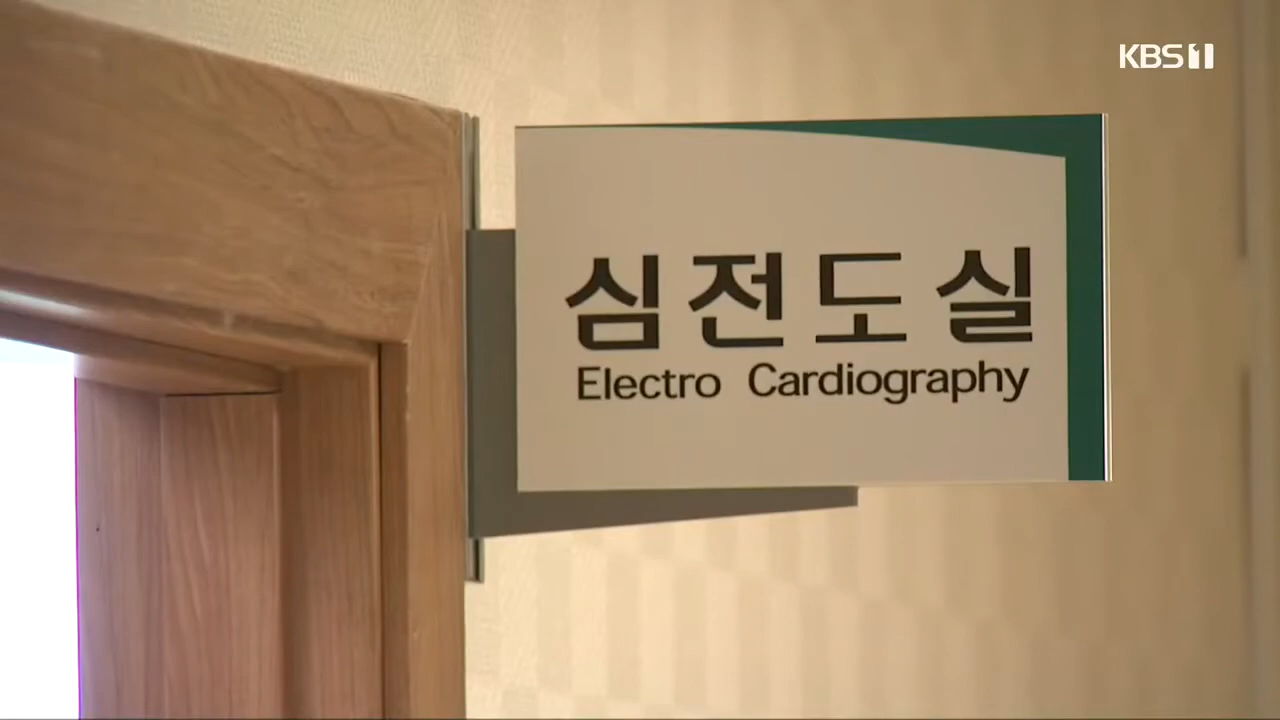 KBS1
심전도실
Electro Cardiography